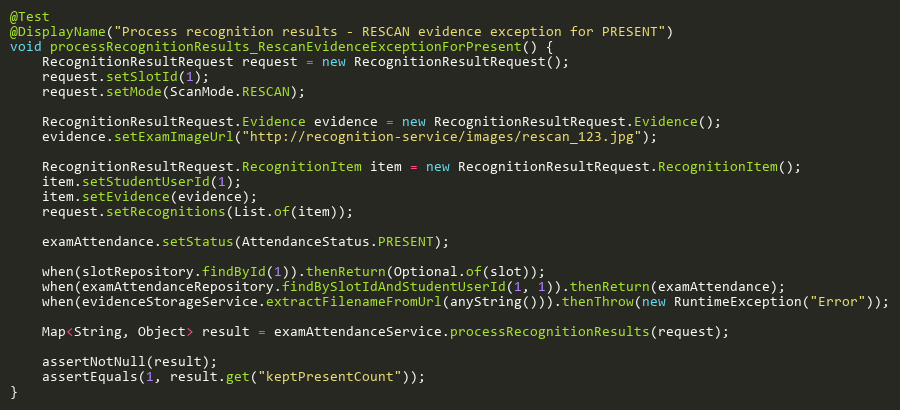 @Test
@DisplayName("Process recognition results - RESCAN evidence exception for PRESENT")
void processRecognitionResults_RescanEvidenceExceptionForPresent() {
    RecognitionResultRequest request = new RecognitionResultRequest();
    request.setSlotId(1);
    request.setMode(ScanMode.RESCAN);

    RecognitionResultRequest.Evidence evidence = new RecognitionResultRequest.Evidence();
    evidence.setExamImageUrl("http://recognition-service/images/rescan_123.jpg");

    RecognitionResultRequest.RecognitionItem item = new RecognitionResultRequest.RecognitionItem();
    item.setStudentUserId(1);
    item.setEvidence(evidence);
    request.setRecognitions(List.of(item));

    examAttendance.setStatus(AttendanceStatus.PRESENT);

    when(slotRepository.findById(1)).thenReturn(Optional.of(slot));
    when(examAttendanceRepository.findBySlotIdAndStudentUserId(1, 1)).thenReturn(examAttendance);
    when(evidenceStorageService.extractFilenameFromUrl(anyString())).thenThrow(new RuntimeException("Error"));

    Map<String, Object> result = examAttendanceService.processRecognitionResults(request);

    assertNotNull(result);
    assertEquals(1, result.get("keptPresentCount"));
}